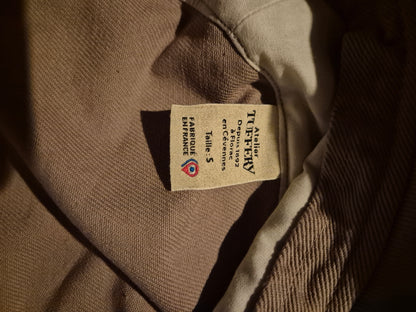 Atelier
TUFFERY
Depuis 1892
à Florac
en Cévennes
Taille: S
FABRIQUÉ
EN FRANCE